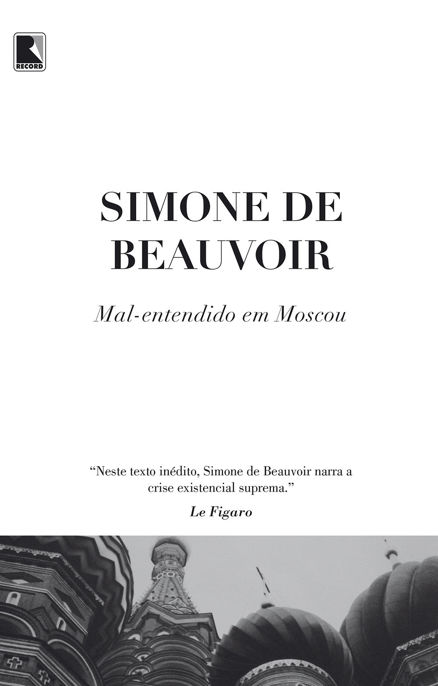 RECORD
SIMONE DE
BEAUVOIR
Mal-entendido em Moscou
“Neste texto inédito, Simone de Beauvoir narra a
crise existencial suprema.”
Le Figaro